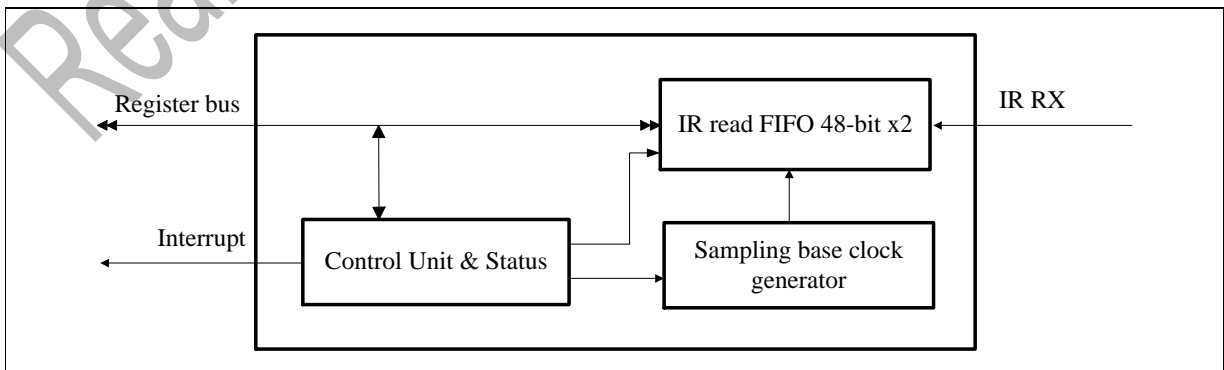 Register bus
IR read FIFO 48-bit x2
IR RX
Interrupt
Control Unit & Status
Sampling base clock
generator